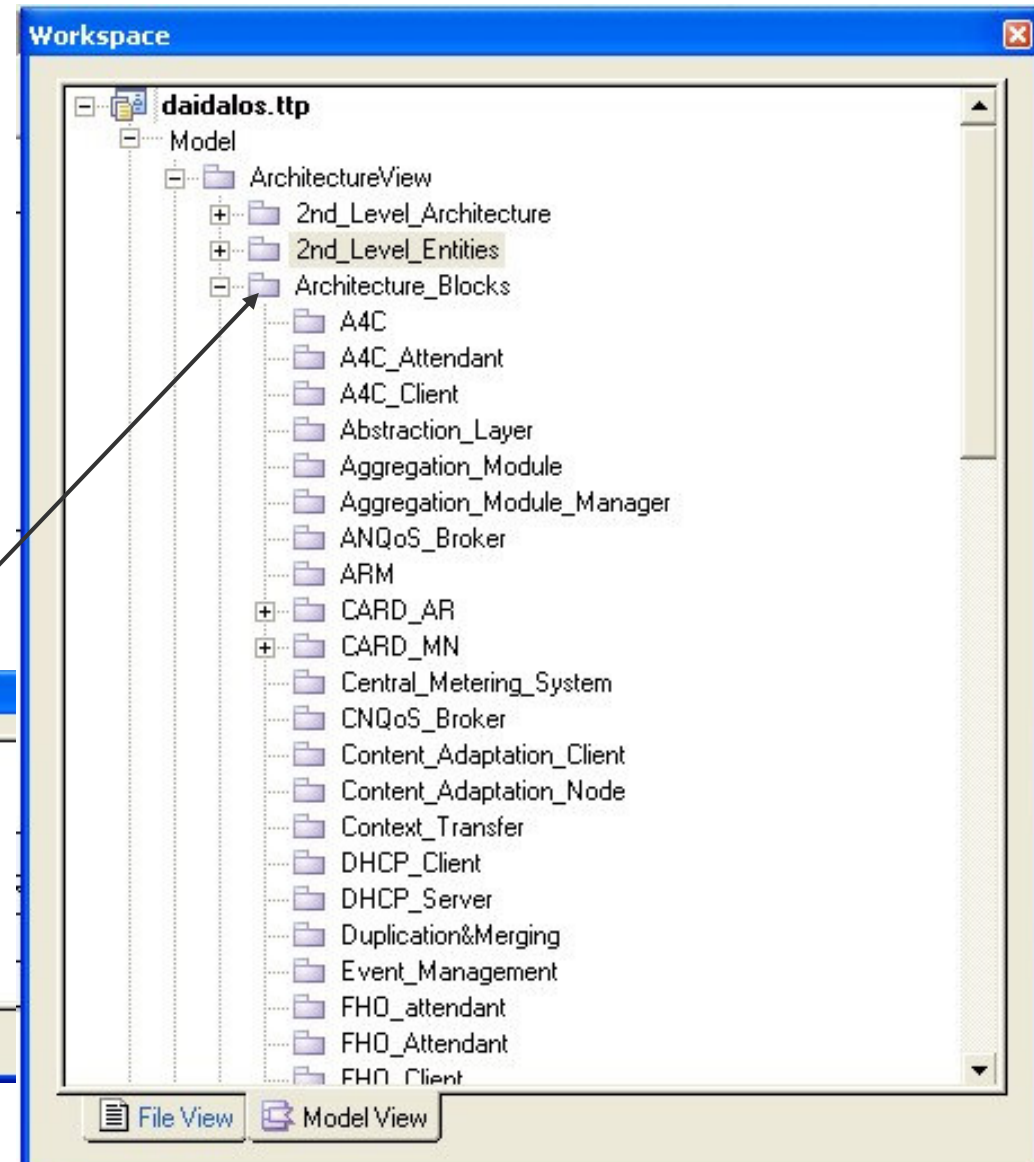 Workspace
daidalos.ttp
Model
ArchitectureView
2nd_Level_Architecture
2nd_Level_Entities
Architecture_Blocks
A4C
A4C_Attendant
A4C_Client
Abstraction_Layer
Aggregation_Module
Aggregation_Module_Manager
ANQoS_Broker
ARM
CARD_AR
CARD_MN
Central_Metering_System
CNQoS_Broker
Content_Adaptation_Client
Content_Adaptation_Node
Context_Transfer
DHCP_Client
DHCP_Server
Duplication&Merging
Event_Management
FHO_attendant
FHO_Attendant
FHO_Client
File View Model View